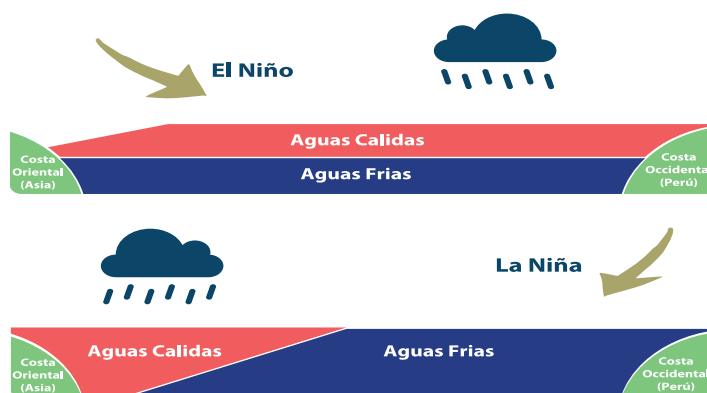 El Niño
Aguas Calidas
Aguas Frias
Costa
Oriental
(Asia)
Costa
Occidental
(Perú)
La Niña
Aguas Calidas
Aguas Frias
Costa
Oriental
(Asia)
Costa
Occidental
(Perú)